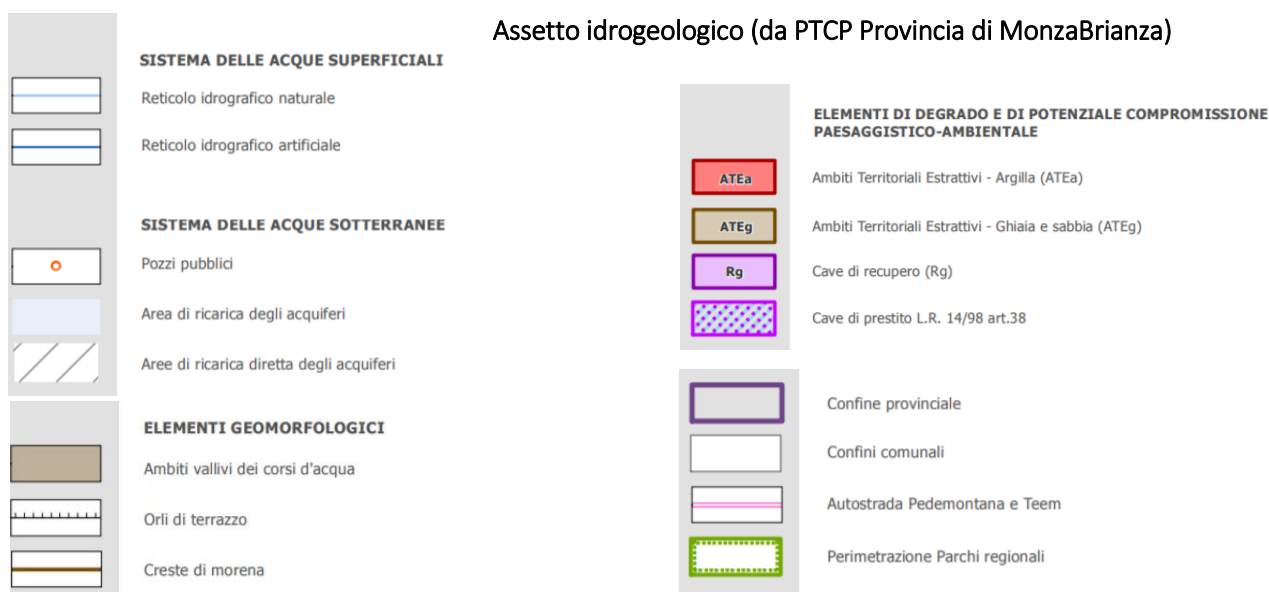 Assetto idrogeologico (da PTCP Provincia di MonzaBrianza)
SISTEMA DELLE ACQUE SUPERFICIALI
Reticolo idrografico naturale
Reticolo idrografico artificiale
SISTEMA DELLE ACQUE SOTTERRANEE
Pozzi pubblici
Area di ricarica degli acquiferi
Aree di ricarica diretta degli acquiferi
ELEMENTI GEOMORFOLOGICI
Ambiti vallivi dei corsi d'acqua
Orli di terrazzo
Creste di morena
ELEMENTI DI DEGRADO E DI POTENZIALE COMPROMISSIONE
PAESAGGISTICO-AMBIENTALE
ATEa Ambiti Territoriali Estrattivi - Argilla (ATEa)
ATEg Ambiti Territoriali Estrattivi - Ghiaia e sabbia (ATEg)
Rg Cave di recupero (Rg)
Cave di prestito L.R. 14/98 art.38
Confine provinciale
Confini comunali
Autostrada Pedemontana e Teem
Perimetrazione Parchi regionali